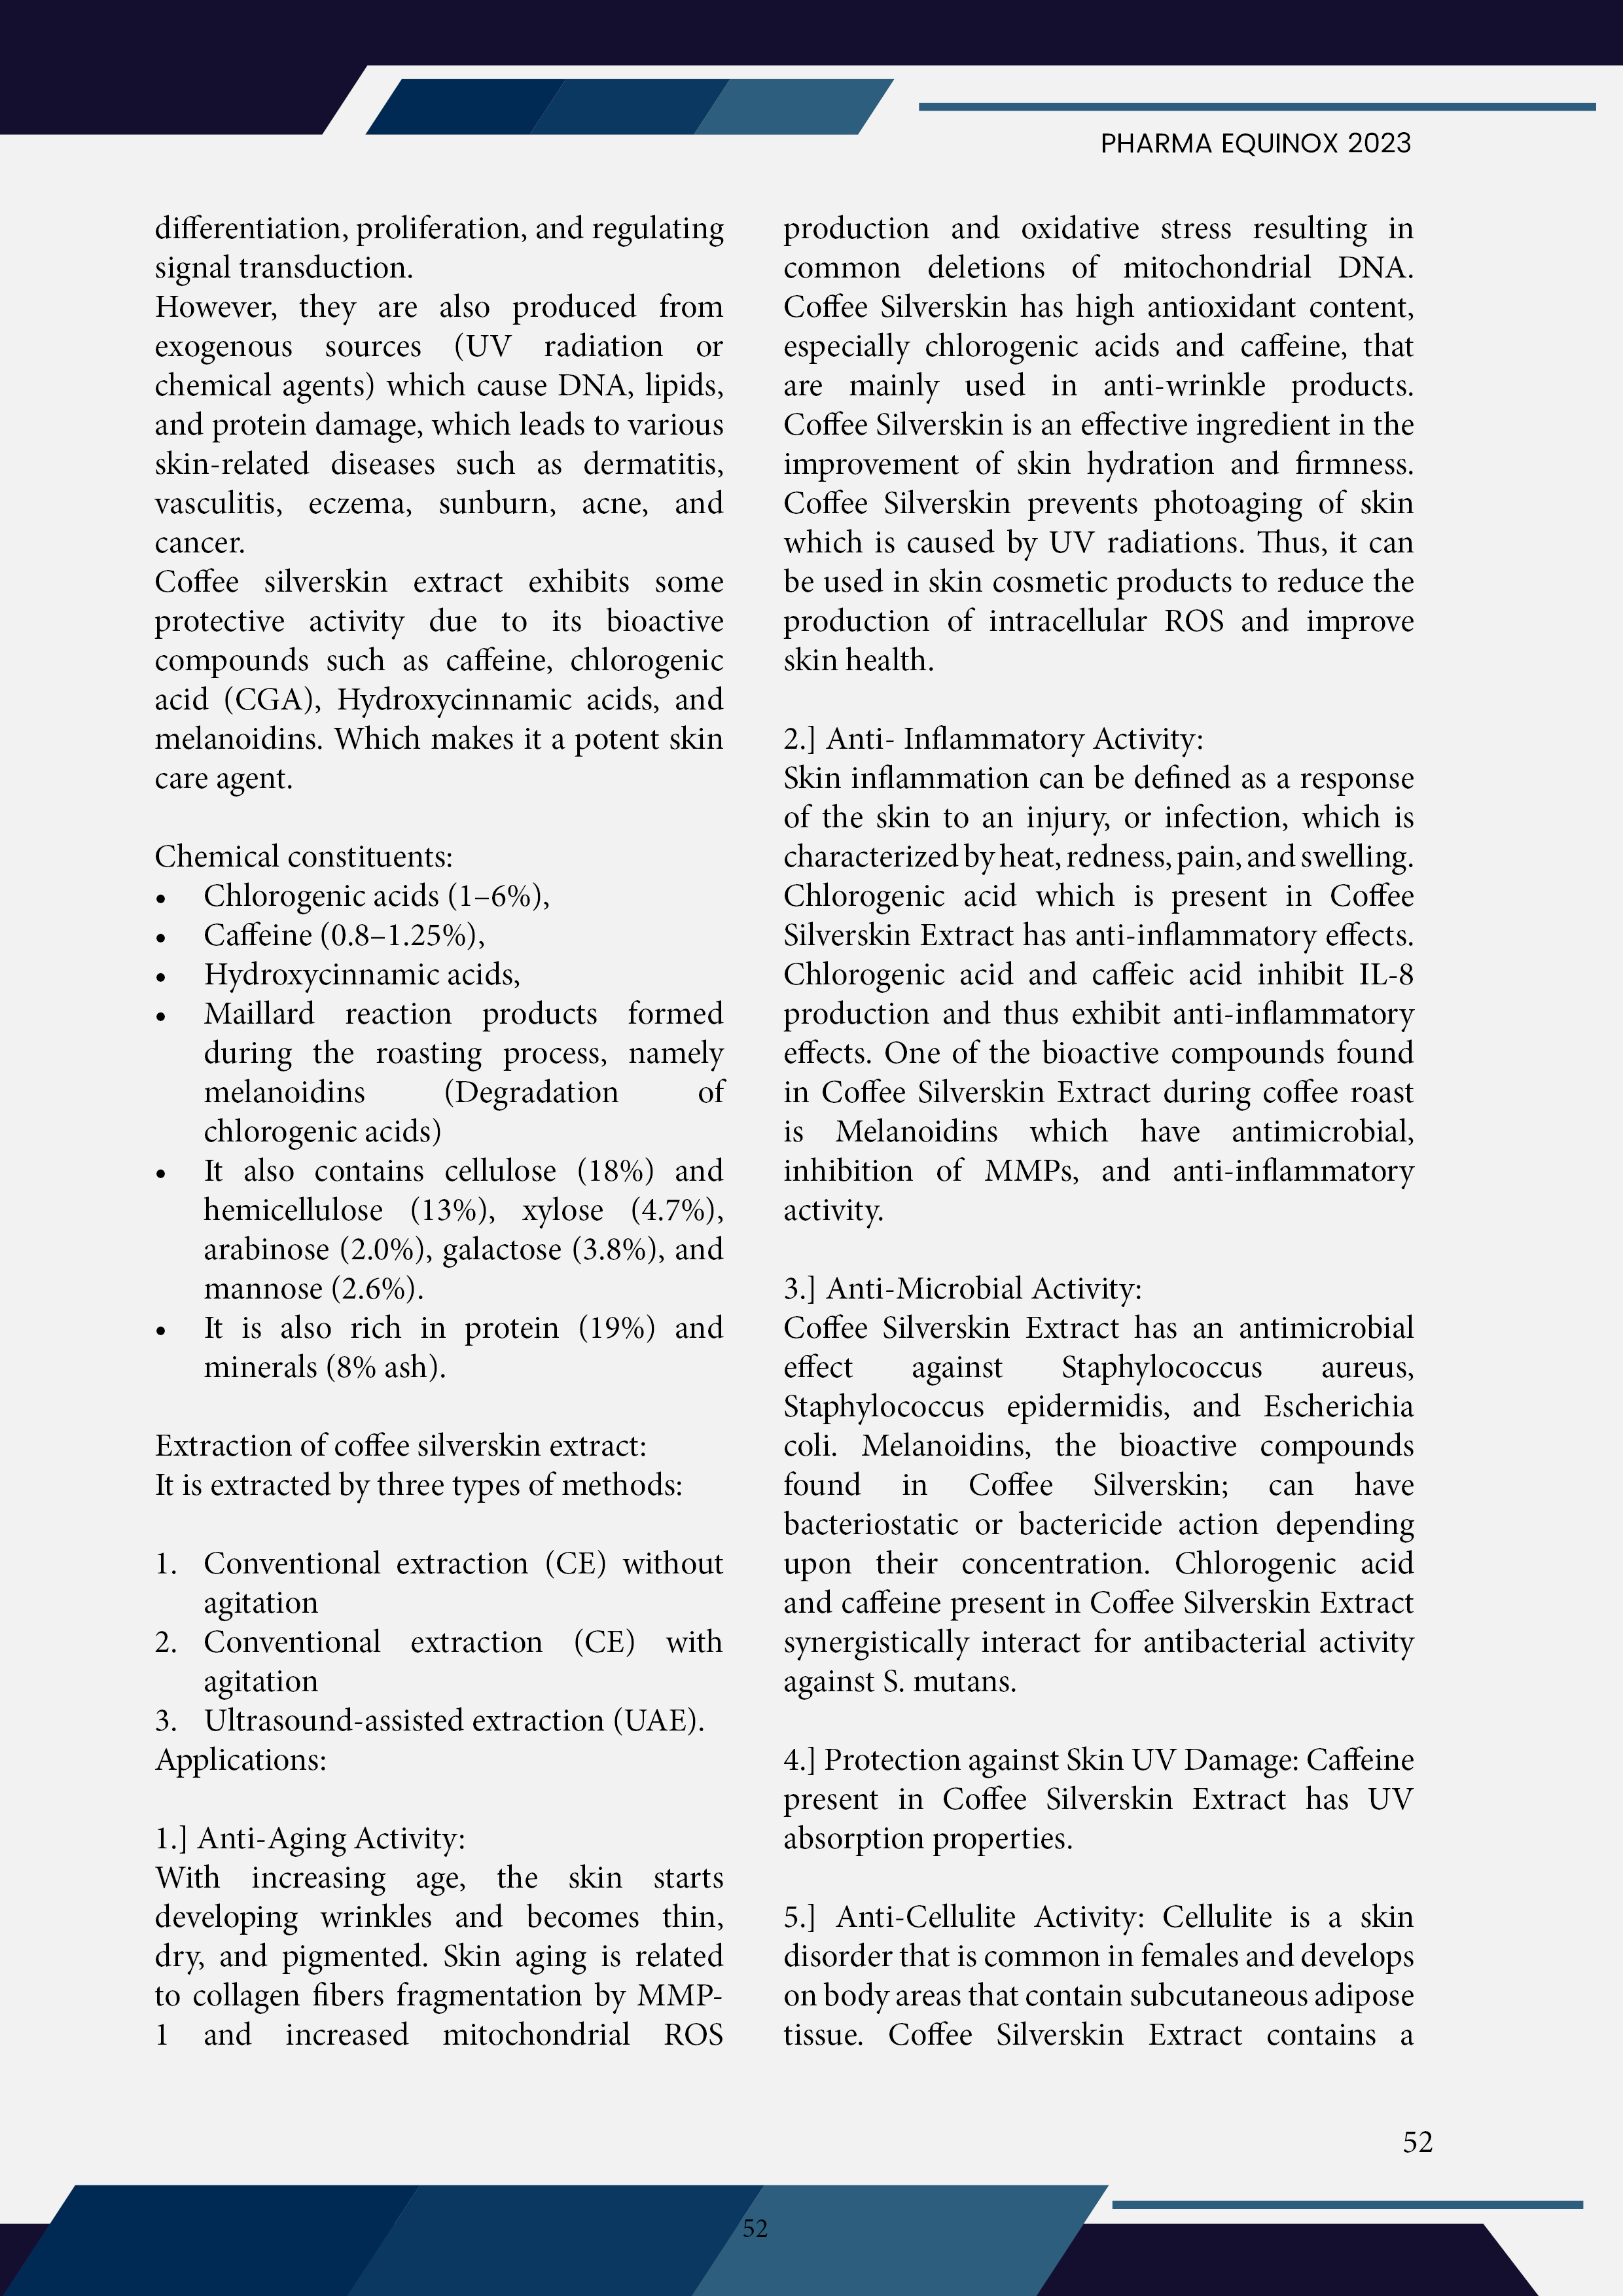 PHARMA EQUINOX 2023
differentiation, proliferation, and regulating
signal transduction.
However, they are also produced from
exogenous sources (UV radiation or
chemical agents) which cause DNA, lipids,
and protein damage, which leads to various
skin-related diseases such as dermatitis,
vasculitis, eczema, sunburn, acne, and
cancer.
Coffee silverskin extract exhibits some
protective activity due to its bioactive
compounds such as caffeine, chlorogenic
acid (CGA), Hydroxycinnamic acids, and
melanoidins. Which makes it a potent skin
care agent.
Chemical constituents:
• Chlorogenic acids (1–6%),
• Caffeine (0.8–1.25%),
• Hydroxycinnamic acids,
• Maillard reaction products formed
during the roasting process, namely
melanoidins (Degradation of
chlorogenic acids)
• It also contains cellulose (18%) and
hemicellulose (13%), xylose (4.7%),
arabinose (2.0%), galactose (3.8%), and
mannose (2.6%).
• It is also rich in protein (19%) and
minerals (8% ash).
Extraction of coffee silverskin extract:
It is extracted by three types of methods:
1. Conventional extraction (CE) without
agitation
2. Conventional extraction (CE) with
agitation
3. Ultrasound-assisted extraction (UAE).
Applications:
1.] Anti-Aging Activity:
With increasing age, the skin starts
developing wrinkles and becomes thin,
dry, and pigmented. Skin aging is related
to collagen fibers fragmentation by MMP-
1 and increased mitochondrial ROS
production and oxidative stress resulting in
common deletions of mitochondrial DNA.
Coffee Silverskin has high antioxidant content,
especially chlorogenic acids and caffeine, that
are mainly used in anti-wrinkle products.
Coffee Silverskin is an effective ingredient in the
improvement of skin hydration and firmness.
Coffee Silverskin prevents photoaging of skin
which is caused by UV radiations. Thus, it can
be used in skin cosmetic products to reduce the
production of intracellular ROS and improve
skin health.
2.] Anti- Inflammatory Activity:
Skin inflammation can be defined as a response
of the skin to an injury, or infection, which is
characterized by heat, redness, pain, and swelling.
Chlorogenic acid which is present in Coffee
Silverskin Extract has anti-inflammatory effects.
Chlorogenic acid and caffeic acid inhibit IL-8
production and thus exhibit anti-inflammatory
effects. One of the bioactive compounds found
in Coffee Silverskin Extract during coffee roast
is Melanoidins which have antimicrobial,
inhibition of MMPs, and anti-inflammatory
activity.
3.] Anti-Microbial Activity:
Coffee Silverskin Extract has an antimicrobial
effect against Staphylococcus aureus,
Staphylococcus epidermidis, and Escherichia
coli. Melanoidins, the bioactive compounds
found in Coffee Silverskin; can have
bacteriostatic or bactericide action depending
upon their concentration. Chlorogenic acid
and caffeine present in Coffee Silverskin Extract
synergistically interact for antibacterial activity
against S. mutans.
4.] Protection against Skin UV Damage: Caffeine
present in Coffee Silverskin Extract has UV
absorption properties.
5.] Anti-Cellulite Activity: Cellulite is a skin
disorder that is common in females and develops
on body areas that contain subcutaneous adipose
tissue. Coffee Silverskin Extract contains a
52
52